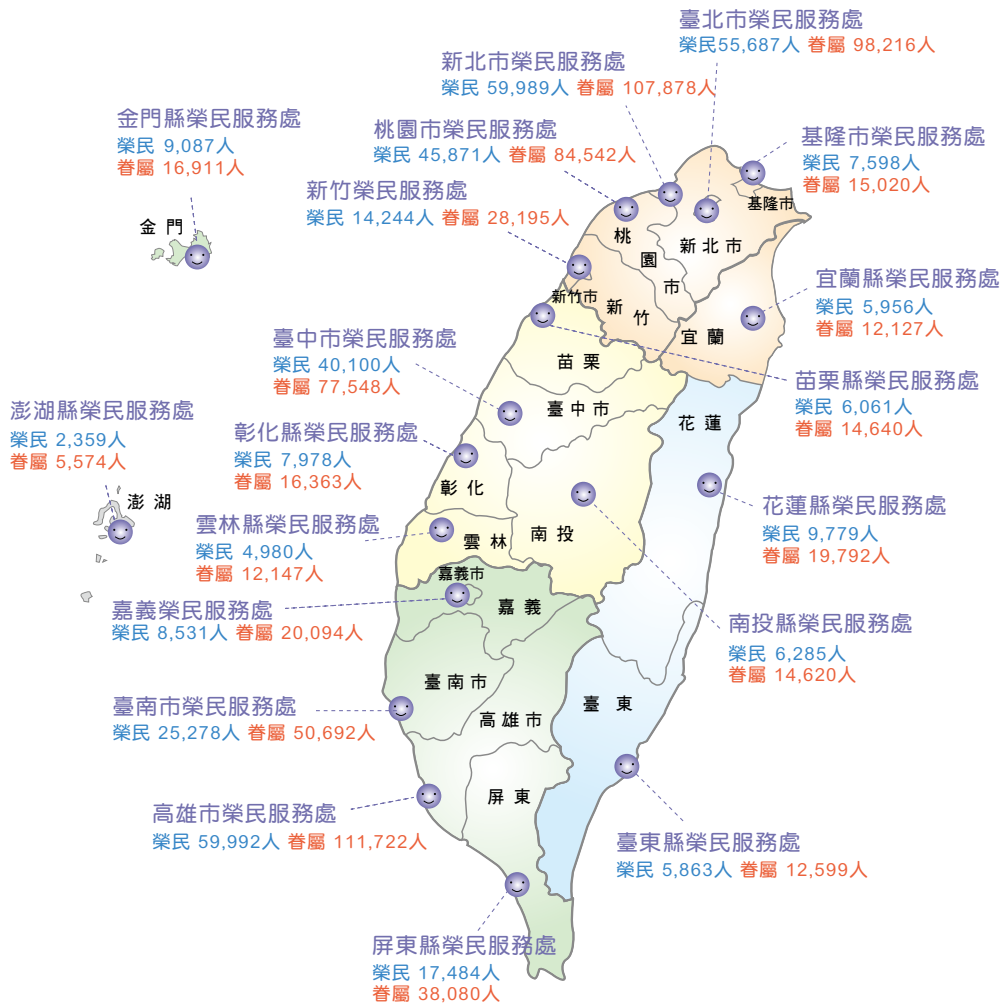 臺北市榮民服務處
榮民55,687人 眷屬 98,216人
新北市榮民服務處
榮民 59,989人 眷屬 107,878人
金門縣榮民服務處
榮民 9,087人
眷屬 16,911人
桃園市榮民服務處
榮民 45,871人 眷屬 84,542人
基隆市榮民服務處
榮民 7,598人
眷屬 15,020人
新竹榮民服務處
榮民 14,244人 眷屬 28,195人
基隆市
金門
桃園市
新北市
宜蘭縣榮民服務處
榮民 5,956人
眷屬 12,127人
新竹市
新竹
宜蘭
臺中市榮民服務處
榮民 40,100人
眷屬 77,548人
苗栗
苗栗縣榮民服務處
榮民 6,061人
眷屬 14,640人
澎湖縣榮民服務處
榮民 2,359人
眷屬 5,574人
臺中市
花蓮
彰化縣榮民服務處
榮民 7,978人
眷屬 16,363人
彰化
澎湖
花蓮縣榮民服務處
榮民 9,779人
眷屬 19,792人
雲林縣榮民服務處
榮民 4,980人
眷屬 12,147人
雲林
南投
嘉義市
嘉義榮民服務處
榮民 8,531人 眷屬 20,094人
嘉義
南投縣榮民服務處
榮民 6,285人
眷屬 14,620人
臺南市
臺南市榮民服務處
榮民 25,278人 眷屬 50,692人
高雄市
臺東
屏東
高雄市榮民服務處
榮民 59,992人 眷屬 111,722人
臺東縣榮民服務處
榮民 5,863人 眷屬 12,599人
屏東縣榮民服務處
榮民 17,484人
眷屬 38,080人